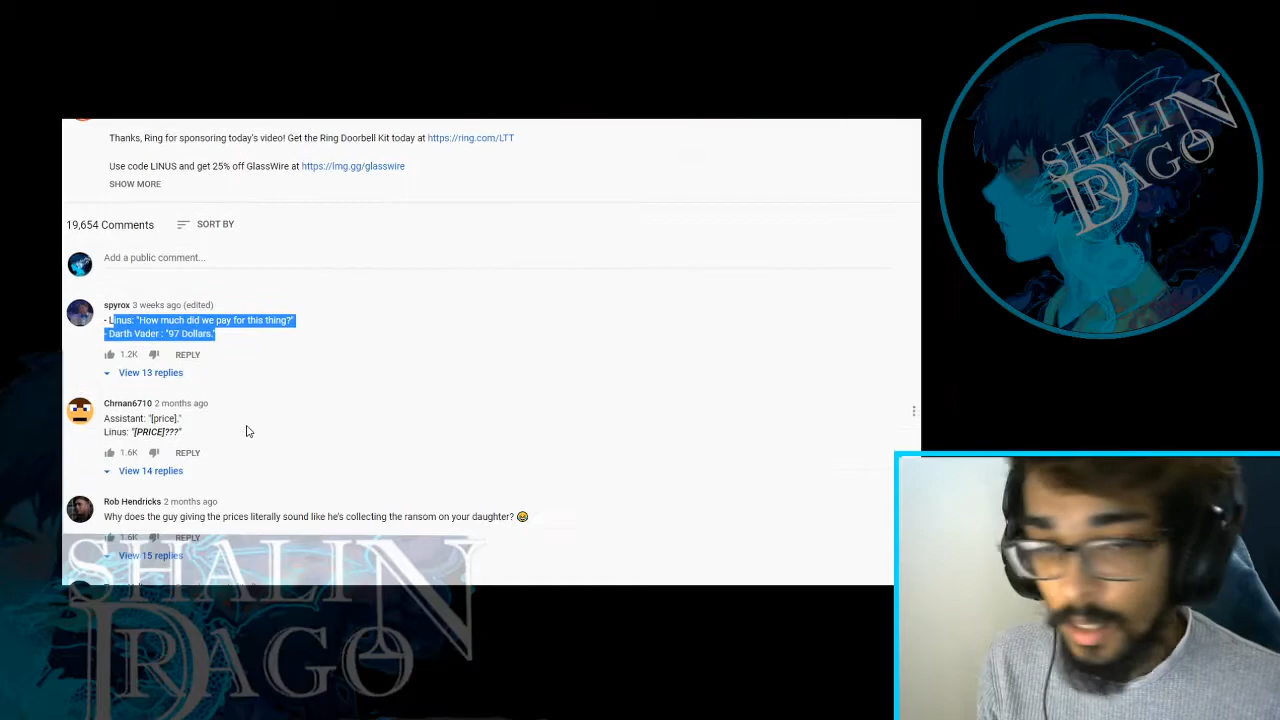 Thanks, Ring for sponsoring today's video! Get the Ring Doorbell Kit today at https://ring.com/LTT
Use code LINUS and get 25% off GlassWire at https://lmg.gg/glasswire
SHOW MORE
19,654 Comments SORT BY
Add a public comment...
spyrox 3 weeks ago (edited)
- Linus: "How much did we pay for this thing?"
- Darth Vader : "97 Dollars."
1.2K REPLY
View 13 replies
Chrnan6710 2 months ago
Assistant: "[price]."
Linus: "[PRICE]???"
1.6K REPLY
View 14 replies
Rob Hendricks 2 months ago
Why does the guy giving the prices literally sound like he's collecting the ransom on your daughter? 😆
1.6K REPLY
View 15 replies
SHALIN
DRAGO
SHALIN
DRAGO